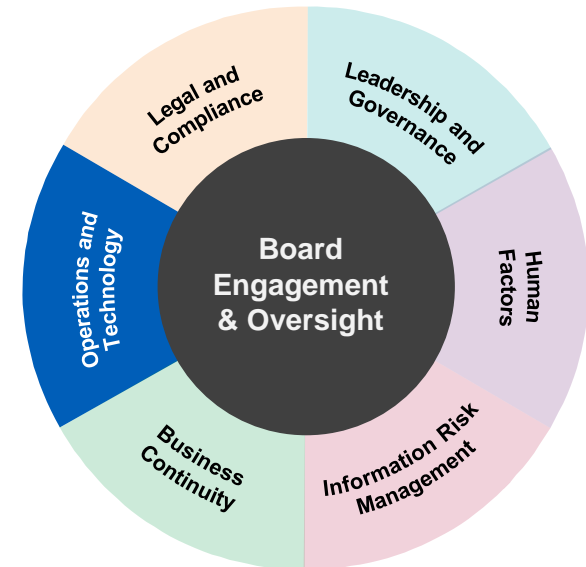 Board
Engagement
& Oversight
Leadership and
Governance
Human
Factors
Information Risk
Management
Business
Continuity
Operations and
Technology
Legal and
Compliance